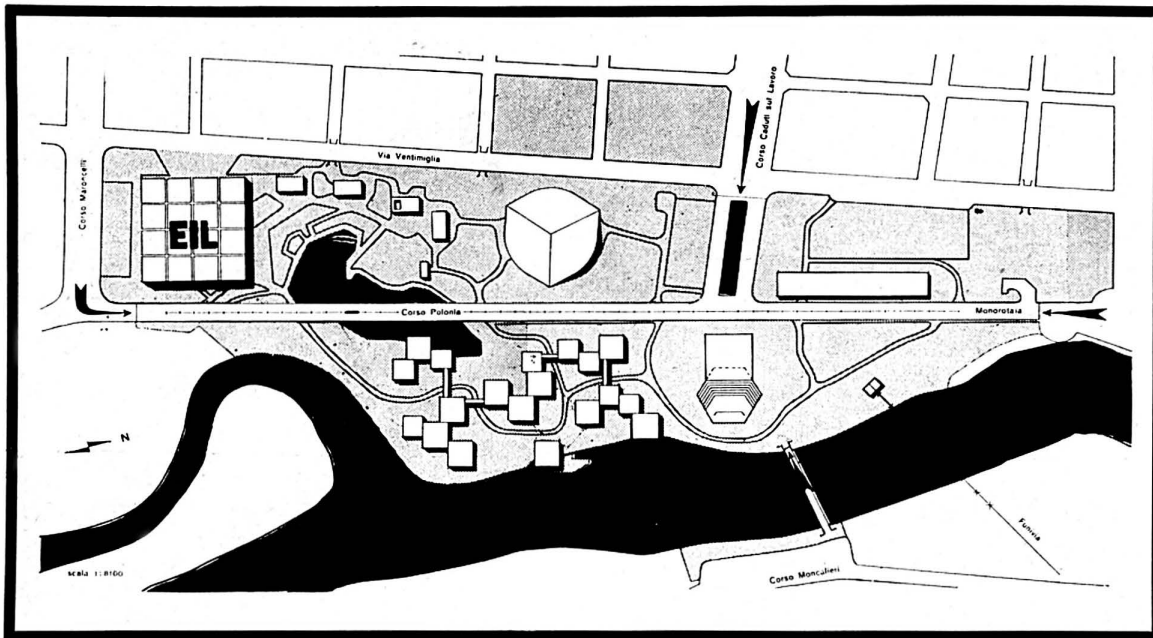 Corso Caduti sul Lavoro
Via Ventimiglia
Corso Maroncelli
EIL
Corso Polonia
Monorotaia
N
Funivia
scala 1:8100
Corso Moncalieri